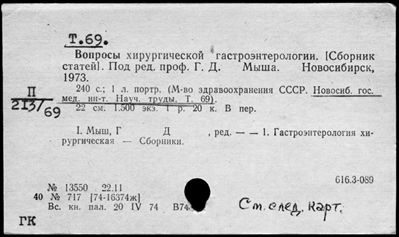 Т.69.
Вопросы хирургической гастроэнтерологии. [Сборник
статей]. Под ред. проф. Г. Д. Мыша. Новосибирск,
1973.
240 с.; 1 л. портр. (М-во здравоохранения СССР. Новосиб. гос.
мед. ин-т. Науч. труды. Т. 69).
22 см. 1.500 экз. 1 р. 20 к. В пер.
П
213/69
I. Мыш, Г Д , ред. — — 1. Гастроэнтерология хи-
рургическая — Сборники.
616.3-089
№ 13550 22.11
40 № 717 [74-16374ж]
Вс. кн. пал. 20 IV 74
См. след. карт.
ГК